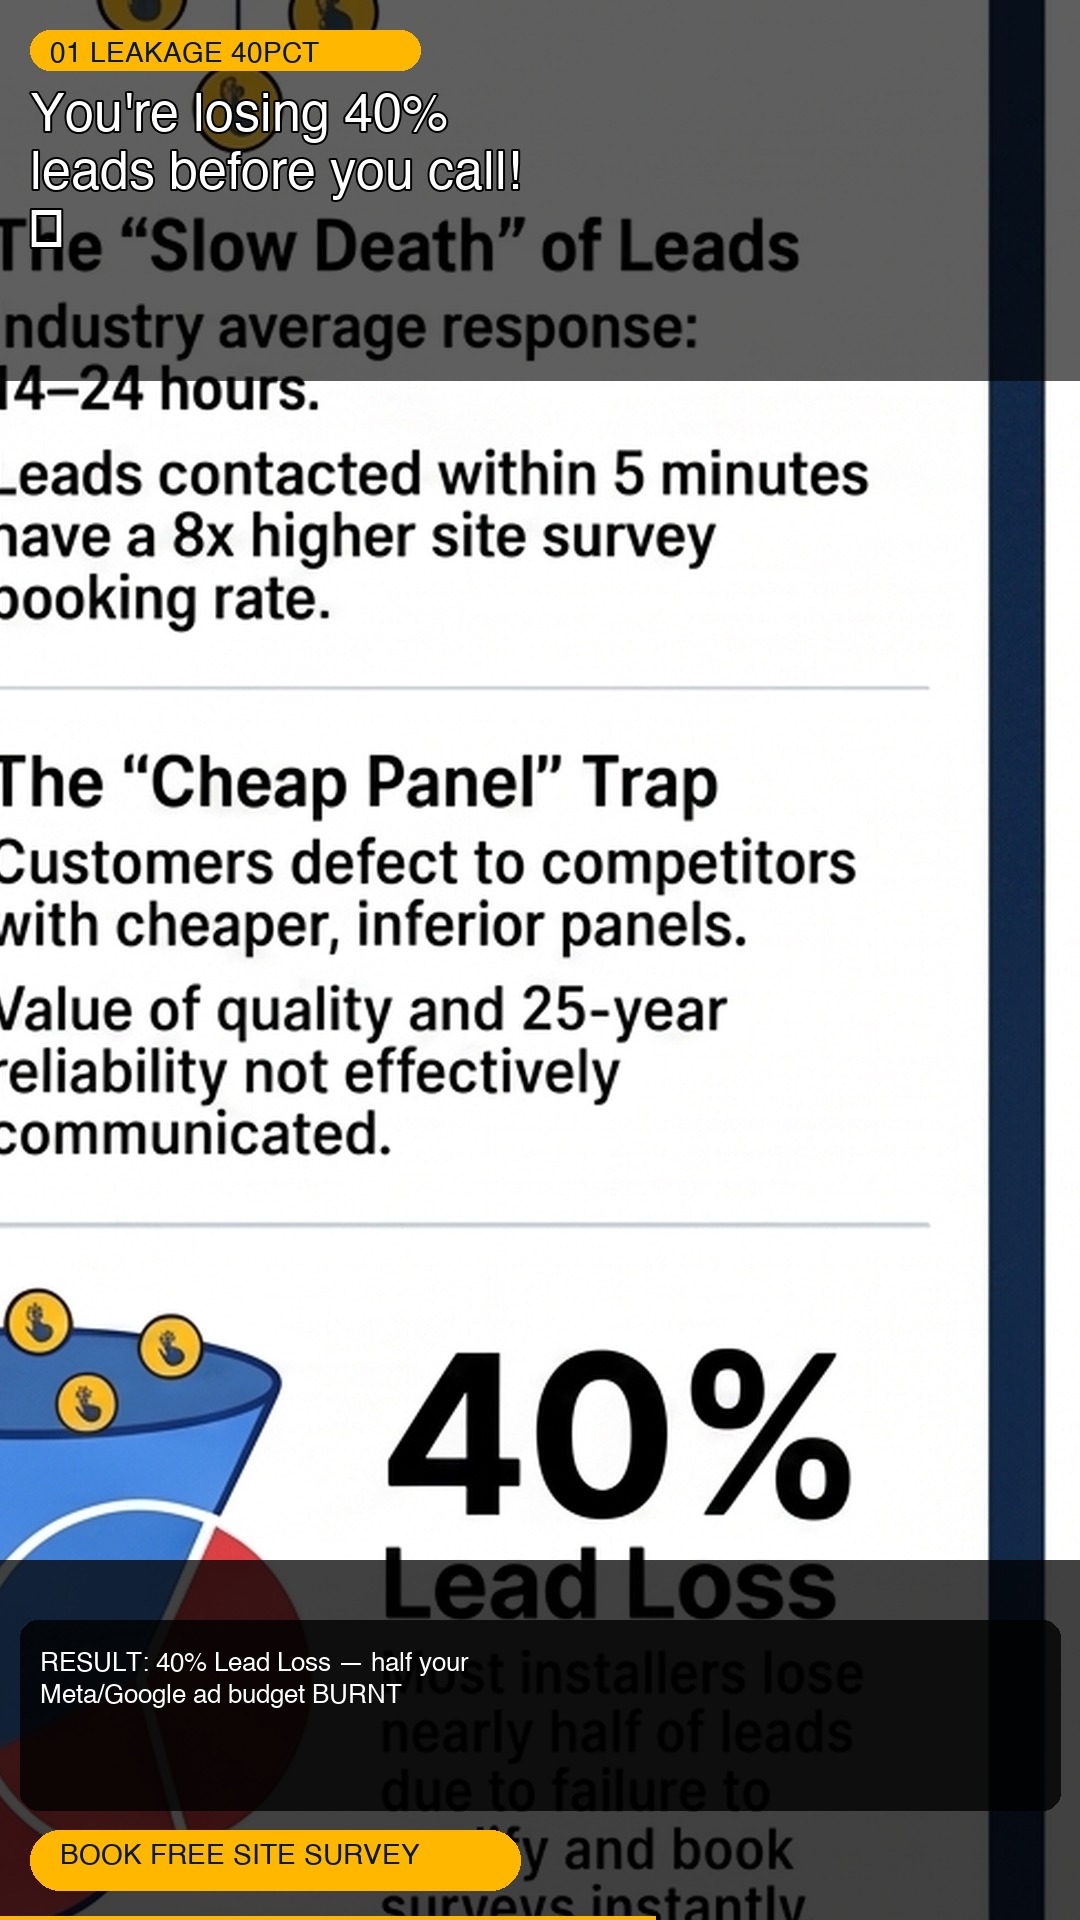 01 LEAKAGE 40PCT
You're losing 40%
leads before you call!
The “Slow Death” of Leads
Industry average response:
14–24 hours.
Leads contacted within 5 minutes
have a 8x higher site survey
booking rate.
The “Cheap Panel” Trap
Customers defect to competitors
with cheaper, inferior panels.
Value of quality and 25-year
reliability not effectively
communicated.
40%
Lead Loss
RESULT: 40% Lead Loss — half your
Meta/Google ad budget BURNT
Most installers lose
nearly half of leads
due to failure to
and book
surveys instantly
BOOK FREE SITE SURVEY